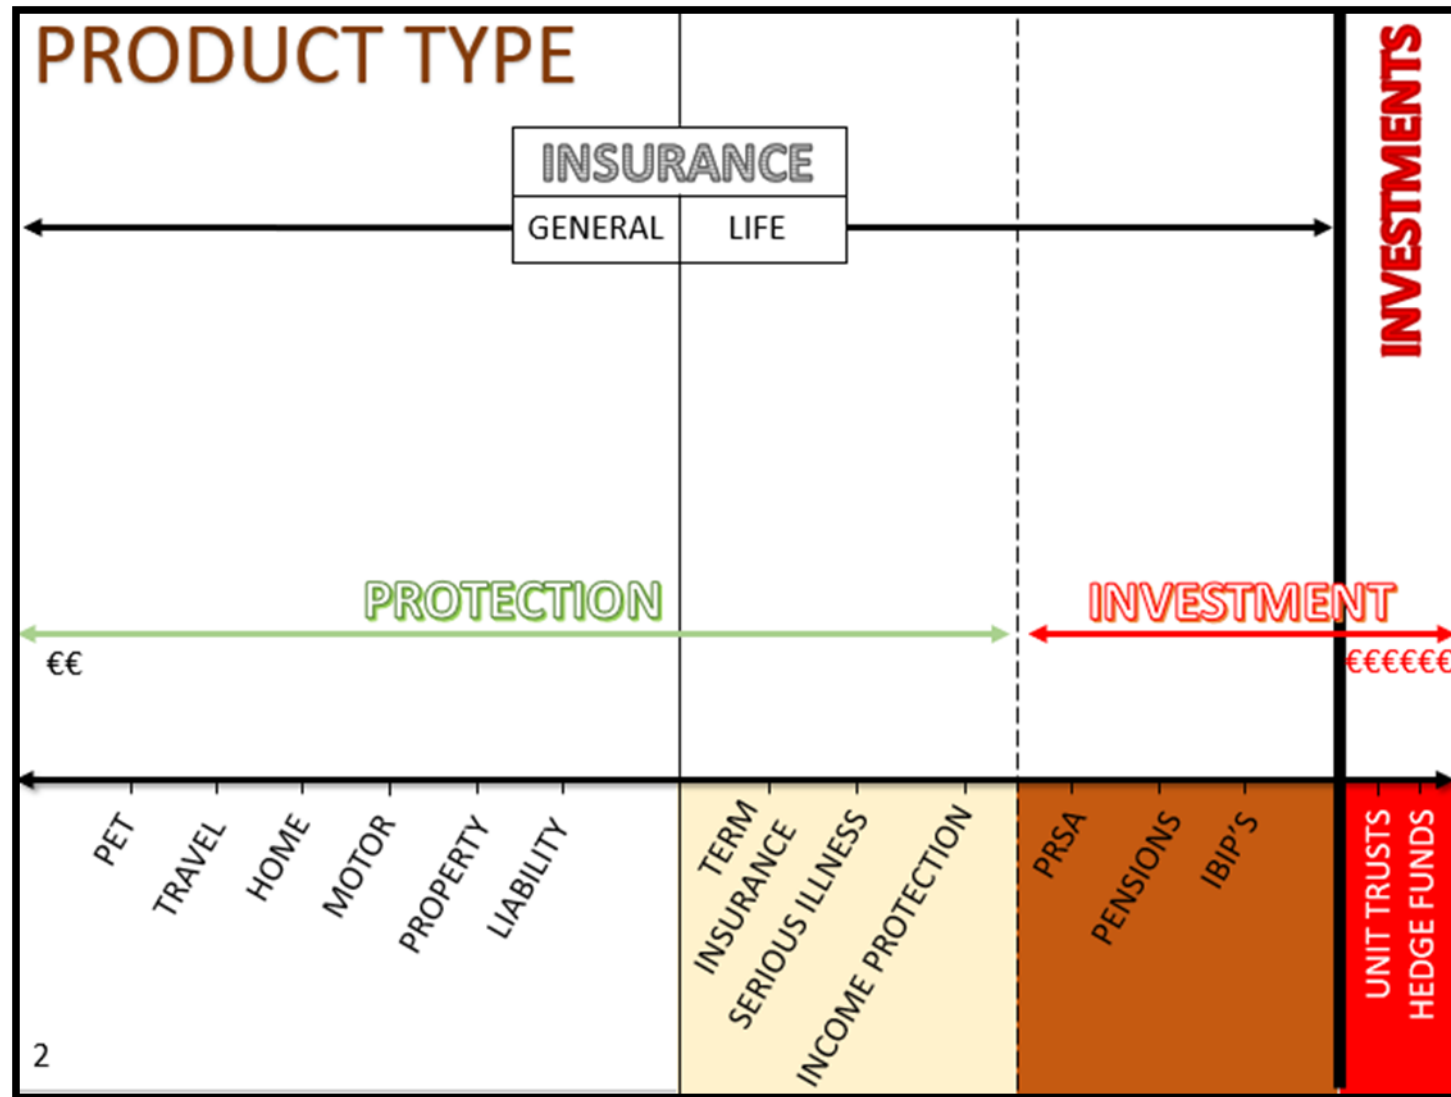 PRODUCT TYPE
INVESTMENTS
INSURANCE
GENERAL
LIFE
PROTECTION
INVESTMENT
€€
€€€€€€
PET
TRAVEL
HOME
MOTOR
PROPERTY
LIABILITY
TERM
INSURANCE
SERIOUS ILLNESS
INCOME PROTECTION
PRSA
PENSIONS
IBIP'S
UNIT TRUSTS
HEDGE FUNDS
2